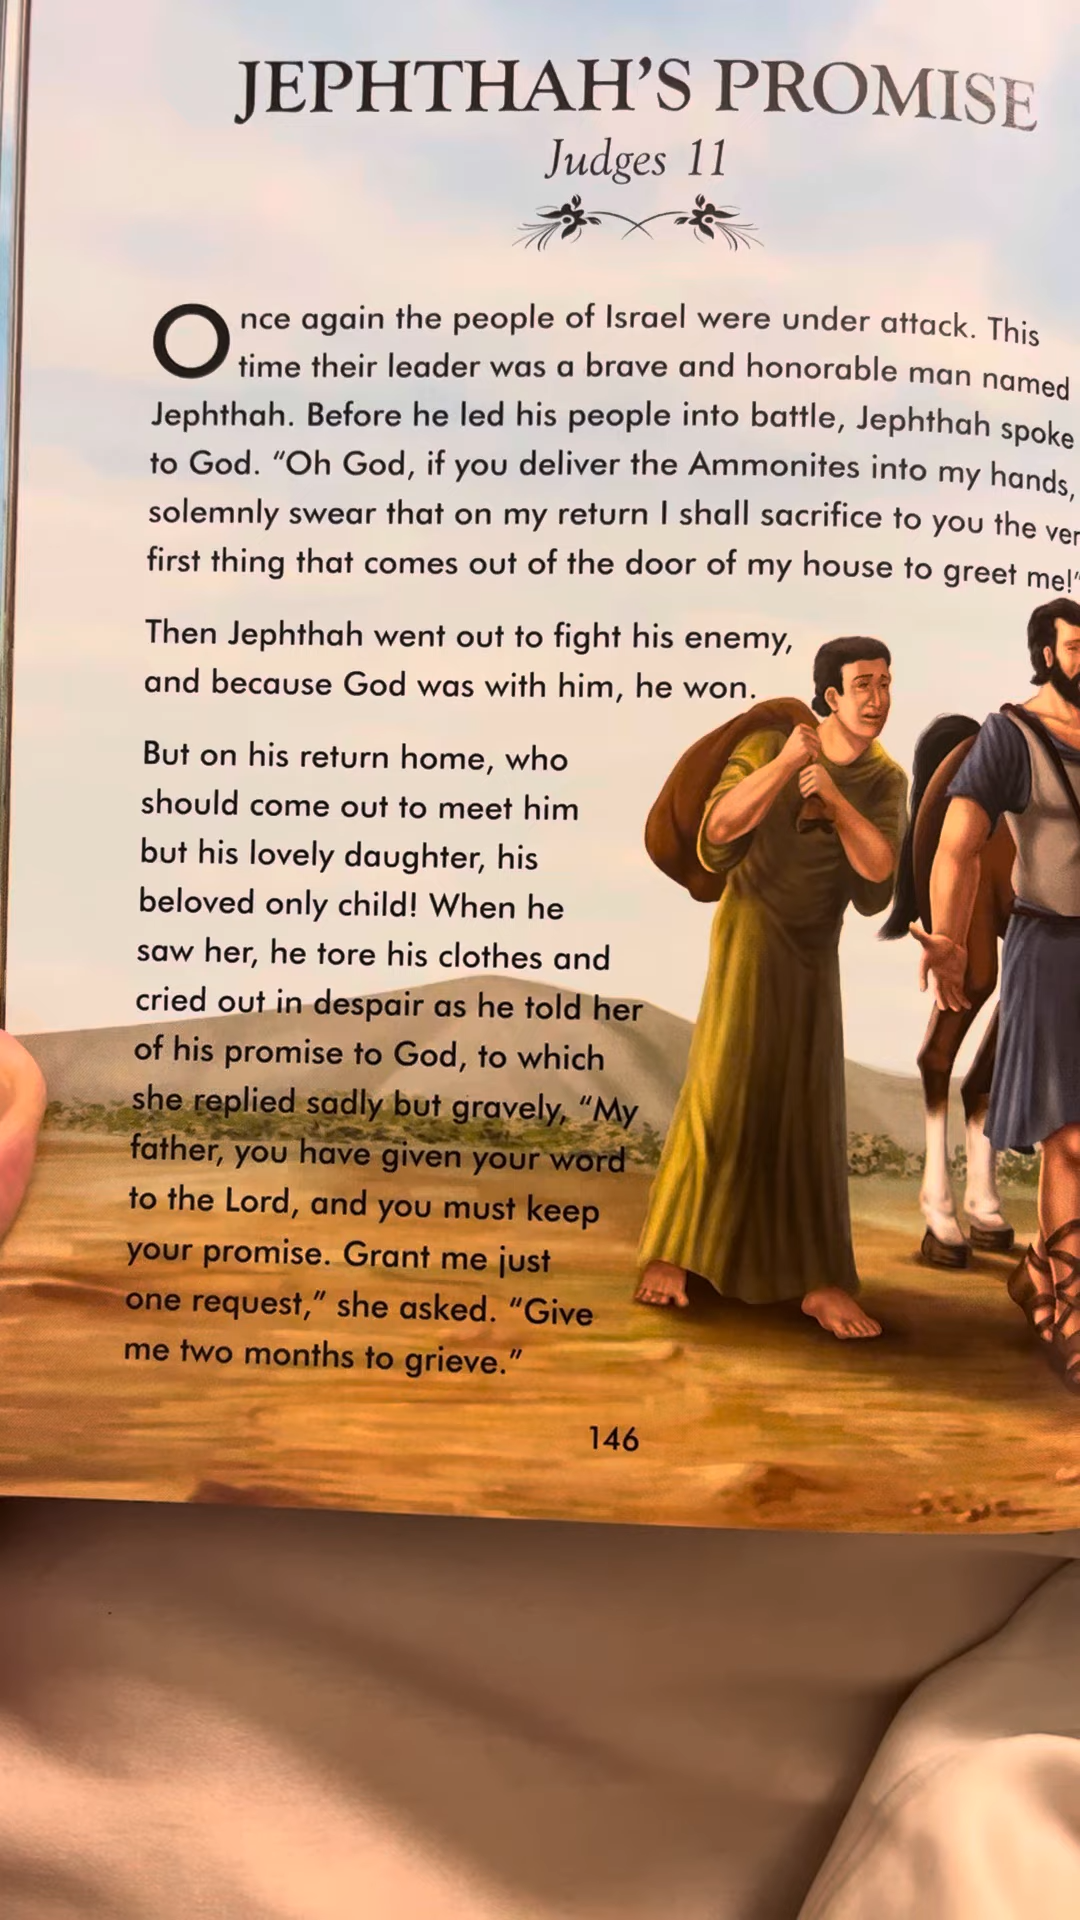 JEPHTHAH'S PROMISE
Judges 11
Once again the people of Israel were under attack. This
time their leader was a brave and honorable man named
Jephthah. Before he led his people into battle, Jephthah spoke
to God. "Oh God, if you deliver the Ammonites into my hands,
solemnly swear that on my return I shall sacrifice to you the
first thing that comes out of the door of my house to greet me!"
Then Jephthah went out to fight his enemy,
and because God was with him, he won.
But on his return home, who
should come out to meet him
but his lovely daughter, his
beloved only child! When he
saw her, he tore his clothes and
cried out in despair as he told her
of his promise to God, to which
she replied sadly but gravely, "My
father, you have given your word
to the Lord, and you must keep
your promise. Grant me just
one request," she asked. "Give
me two months to grieve."
146